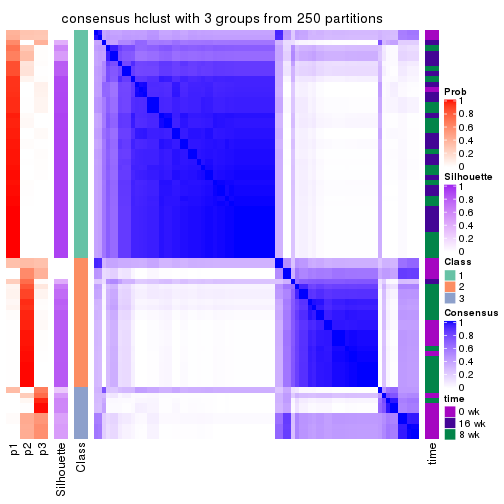 consensus hclust with 3 groups from 250 partitions
Prob
1
0.8
0.6
0.4
0.2
0
Silhouette
1
0.8
0.6
0.4
0.2
0
Class
1
2
3
Consensus
1
0.8
0.6
0.4
0.2
0
time
0 wk
16 wk
8 wk
p1
p2
p3
Silhouette
Class
time